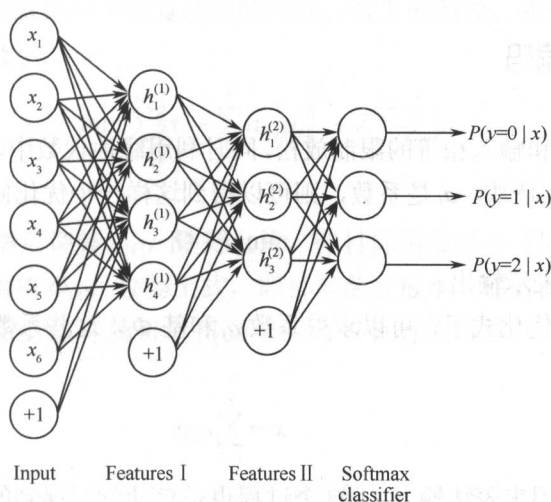 x₁
x₂
x₃
x₄
x₅
x₆
+1
h₁⁽¹⁾
h₂⁽¹⁾
h₃⁽¹⁾
h₄⁽¹⁾
+1
h₁⁽²⁾
h₂⁽²⁾
h₃⁽²⁾
+1
P(y=0 | x)
P(y=1 | x)
P(y=2 | x)
Input
Features Ⅰ
Features Ⅱ
Softmax
classifier